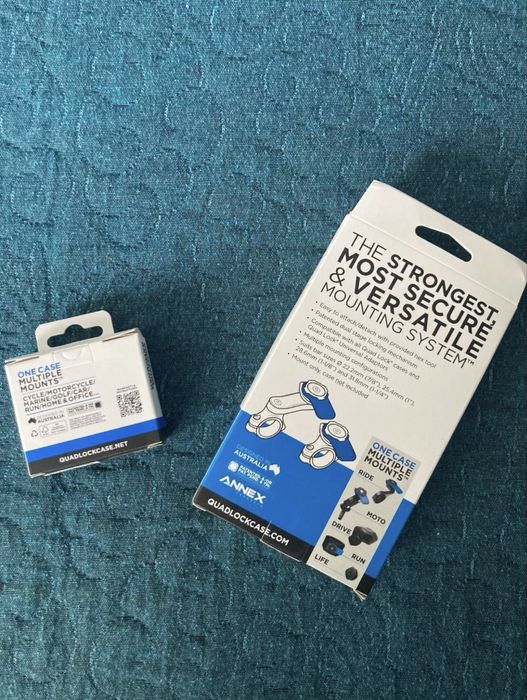 ONE CASE
MULTIPLE
MOUNTS™
CYCLE/MOTORCYCLE/
MARINE/GOLF/CAR/
RUN/HOME & OFFICE...
AUSTRALIA
QUADLOCKCASE.NET
THE STRONGEST,
MOST SECURE
& VERSATILE
MOUNTING SYSTEM™
• Easy to attach/detach with provided hex tool
• Patented dual stage locking mechanism
• Compatible with all Quad Lock® cases and
Quad Lock® Universal Adaptors
• Multiple mounting configurations
• Suits bar sizes Ø 22.2mm (7/8"), 25.4mm (1"),
28.6mm (1-1/8") and 31.8mm (1-1/4")
• Mount only, case not included
DESIGNED IN
AUSTRALIA
ANNEX
QUADLOCKCASE.COM
ONE CASE
MULTIPLE
MOUNTS™
RIDE
MOTO
DRIVE
RUN
LIFE